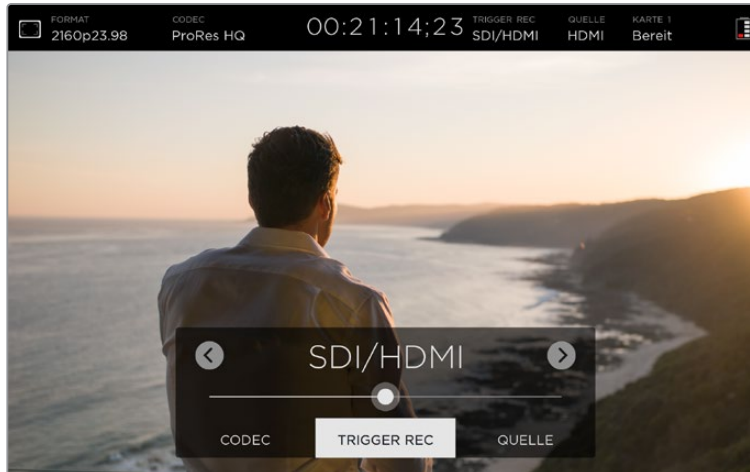 FORMAT
2160p23.98
CODEC
ProRes HQ
00:21:14;23
TRIGGER REC
SDI/HDMI
QUELLE
HDMI
KARTE 1
Bereit
SDI/HDMI
CODEC
TRIGGER REC
QUELLE